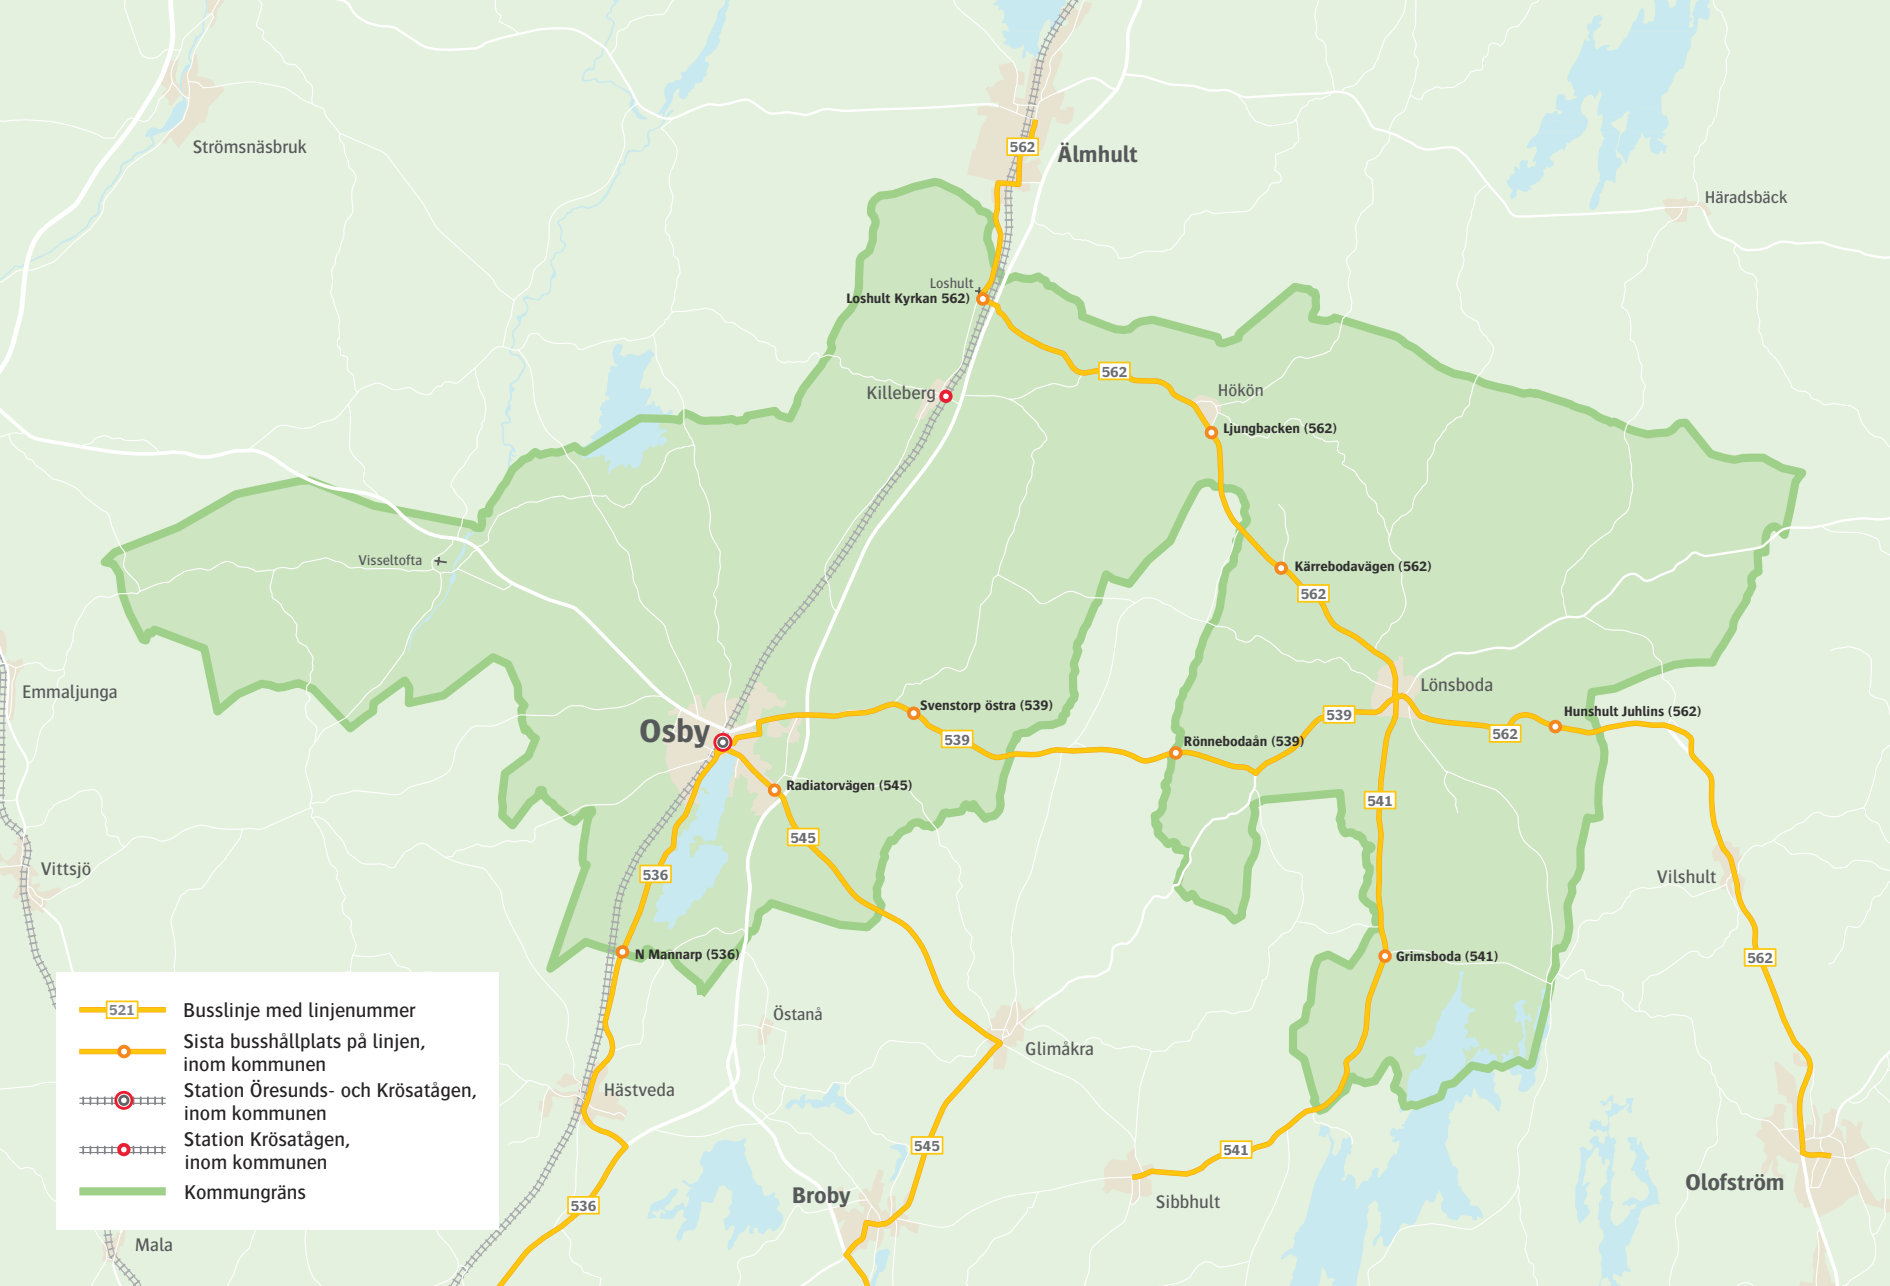 562
Älmhult
Strömsnäsbruk
Häradsbäck
Loshult
Loshult Kyrkan 562)
562
Killeberg
Hökön
Ljungbacken (562)
Visseltofta
Kärrebodavägen (562)
562
Emmaljunga
Lönsboda
Svenstorp östra (539)
539
Hunshult Juhlins (562)
Osby
539
Rönnebodaån (539)
562
Radiatorvägen (545)
541
545
Vittsjö
536
Vilshult
N Mannarp (536)
Grimsboda (541)
562
521
Busslinje med linjenummer
Sista busshållplats på linjen,
inom kommunen
Station Öresunds- och Krösatågen,
inom kommunen
Station Krösatågen,
inom kommunen
Kommungräns
Östanå
Glimåkra
Hästveda
545
541
Olofström
Broby
536
Sibbhult
Mala